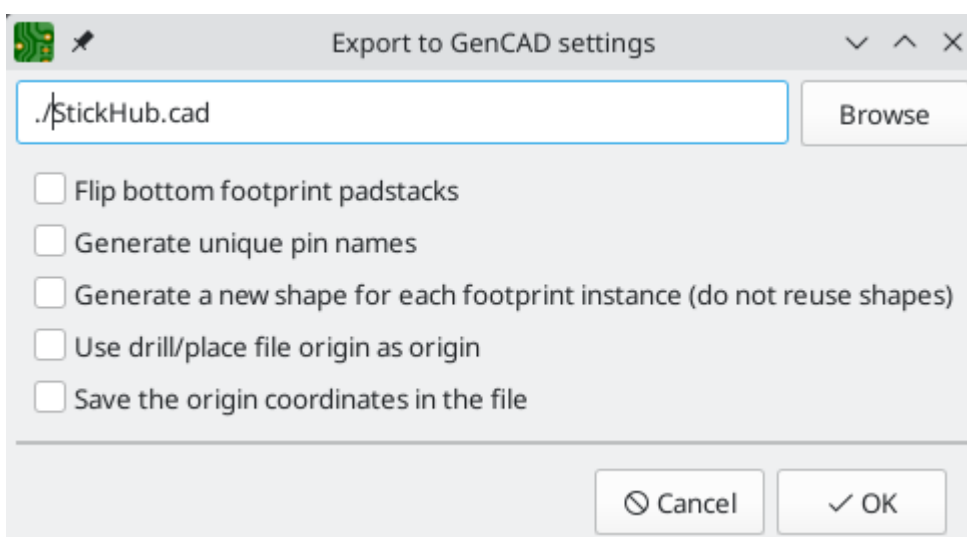 Export to GenCAD settings
./StickHub.cad
Browse
Flip bottom footprint padstacks
Generate unique pin names
Generate a new shape for each footprint instance (do not reuse shapes)
Use drill/place file origin as origin
Save the origin coordinates in the file
Cancel
OK